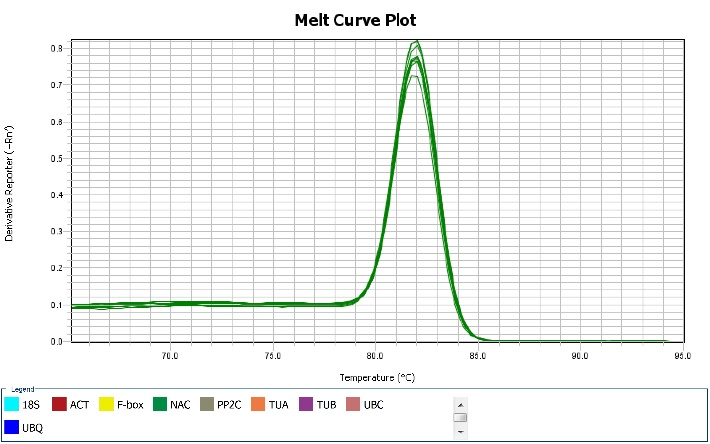 Melt Curve Plot
Derivative Reporter (-Rn')
0.8
0.7
0.6
0.5
0.4
0.3
0.2
0.1
0.0
70.0 75.0 80.0 85.0 90.0 95.0
Temperature (°C)
Legend
18S ACT F-box NAC PP2C TUA TUB UBC
UBQ